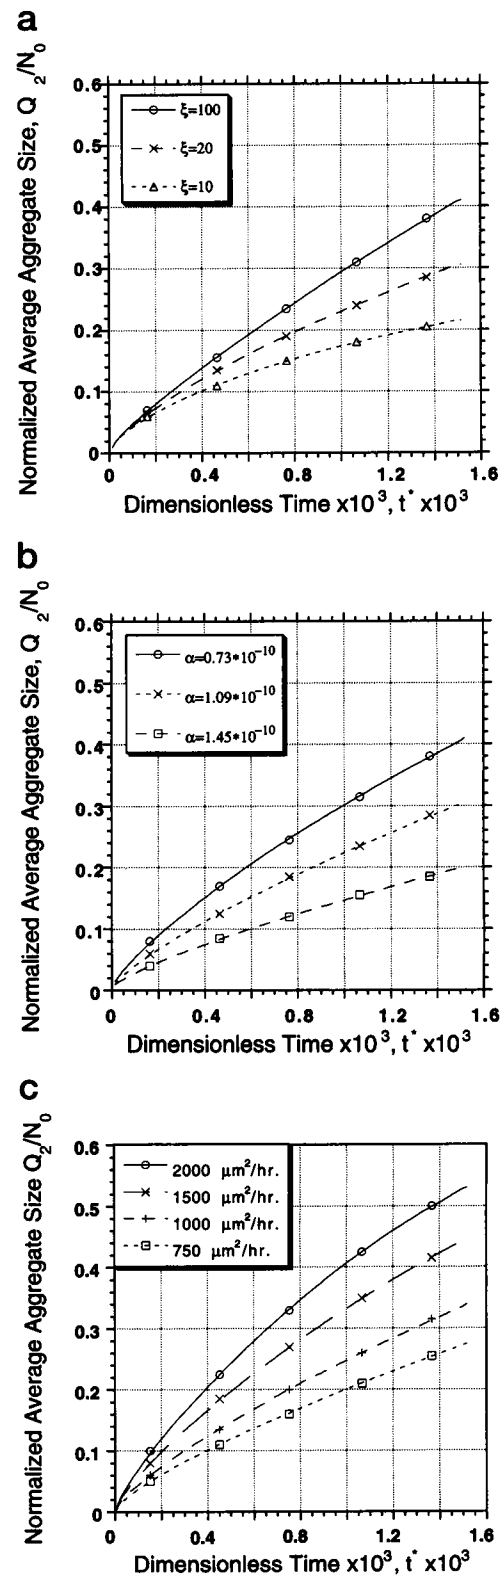 a
Normalized Average Aggregate Size, Q₂/N₀
0.6
0.5
0.4
0.3
0.2
0.1
0
ξ=100
ξ=20
ξ=10
0 0.4 0.8 1.2 1.6
Dimensionless Time x10³, t* x10³
b
Normalized Average Aggregate Size, Q₂/N₀
0.6
0.5
0.4
0.3
0.2
0.1
0
α=0.73*10⁻¹⁰
α=1.09*10⁻¹⁰
α=1.45*10⁻¹⁰
0 0.4 0.8 1.2 1.6
Dimensionless Time x10³, t* x10³
c
Normalized Average Aggregate Size Q₂/N₀
0.6
0.5
0.4
0.3
0.2
0.1
0
2000 μm²/hr.
1500 μm²/hr.
1000 μm²/hr.
750 μm²/hr.
0 0.4 0.8 1.2 1.6
Dimensionless Time x10³, t* x10³